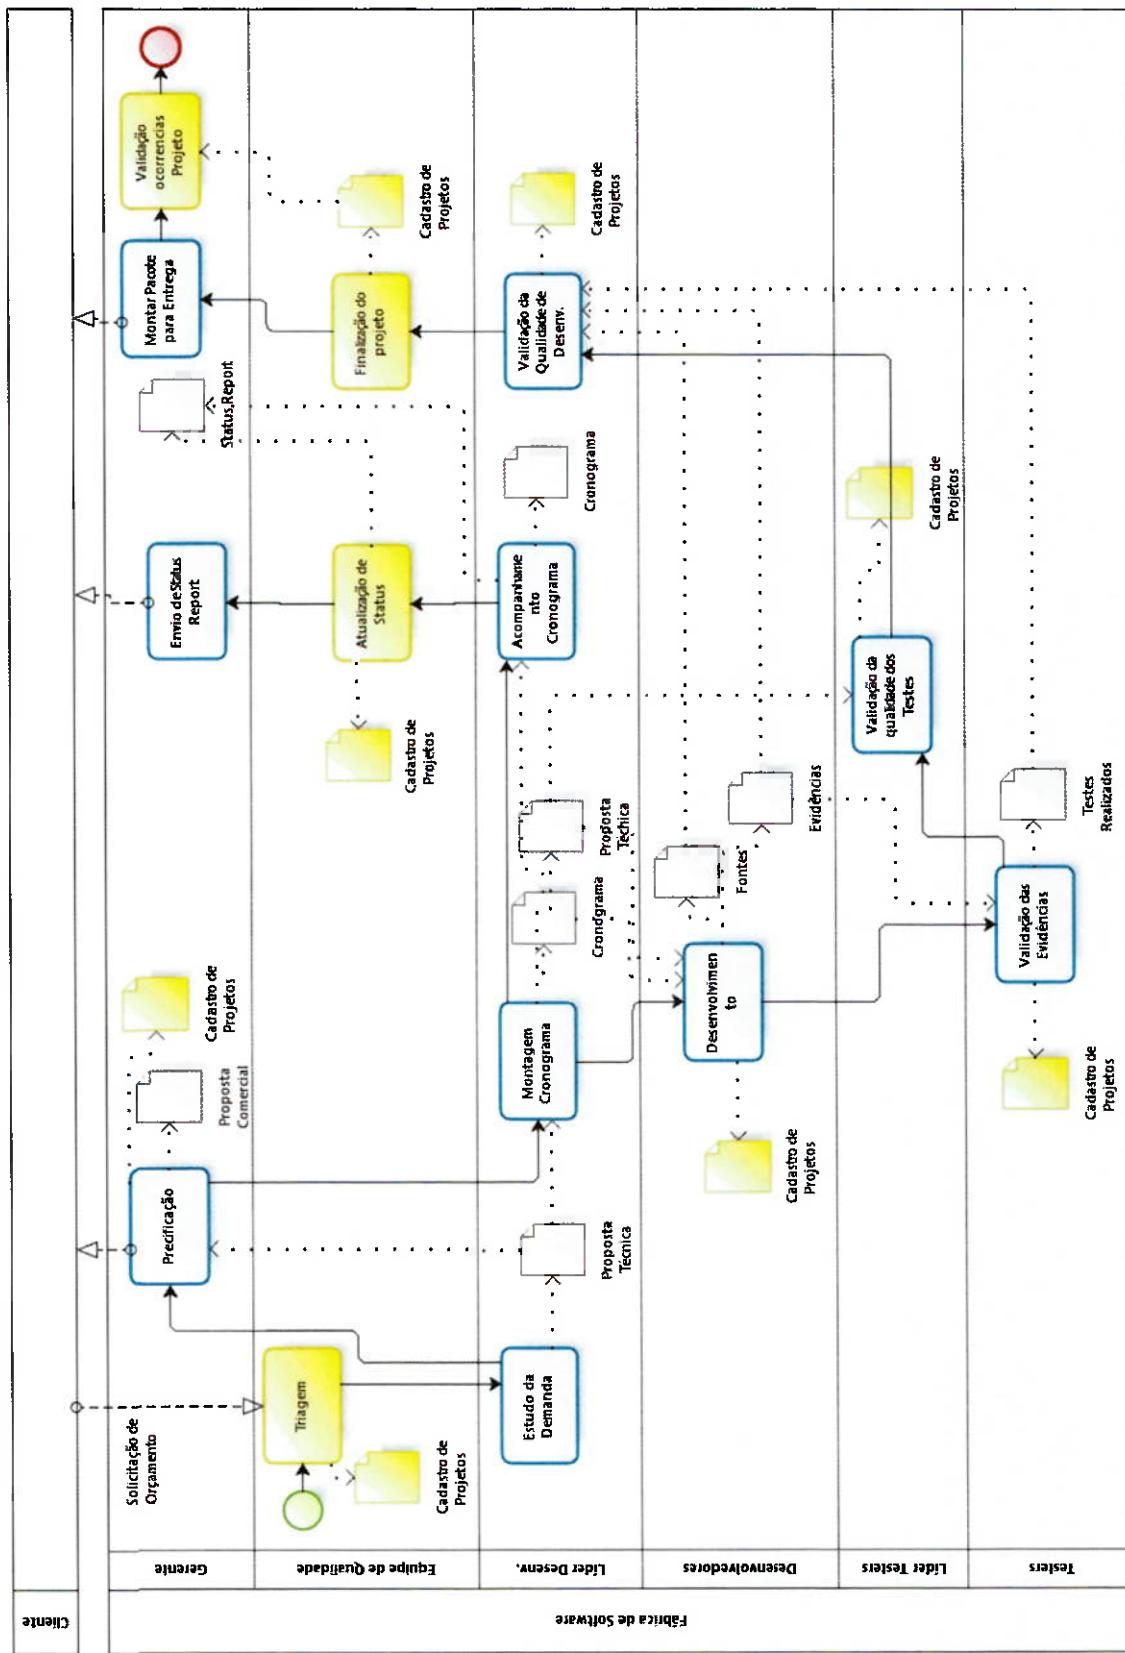 Cliente
Fábrica de Software
Gerente
Equipe de Qualidade
Líder Desenv.
Desenvolvedores
Líder Testers
Testers
Solicitação de
Orçamento
Precificação
Proposta
Comercial
Cadastro de
Projetos
Envio de Status
Report
Status Report
Montar Pacote
para Entrega
Validação
ocorrencias
Projeto
Triagem
Cadastro de
Projetos
Cadastro de
Projetos
Atualização de
Status
Finalização do
projeto
Cadastro de
Projetos
Estudo da
Demanda
Proposta
Técnica
Montagem
Cronograma
Cronograma
Proposta
Técnica
Acompanhame
nto
Cronograma
Cronograma
Validação da
Qualidade de
Desenv.
Cadastro de
Projetos
Cadastro de
Projetos
Desenvolvimen
to
Fontes
Evidências
Validação da
qualidade dos
Testes
Cadastro de
Projetos
Cadastro de
Projetos
Validação das
Evidências
Testes
Realizados